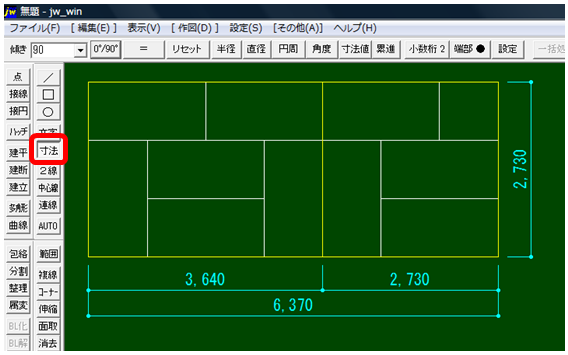 jw 無題 - jw_win
ファイル(F) [ 編集(E) ] 表示(V) [ 作図(D) ] 設定(S) [その他(A)] ヘルプ(H)
傾き 90 0°/90° = リセット 半径 直径 円周 角度 寸法値 累進 小数桁 2 端部 ● 設定 一括処
点 ／
接線 □
接円 ○
ハッチ 文字
建平 寸法
建断 2線
建立 中心線
多角形 連線
曲線 AUTO
包絡 範囲
分割 複線
整理 コーナー
属変 伸縮
BL化 面取
BL解 消去
2,730
3,640 2,730
6,370